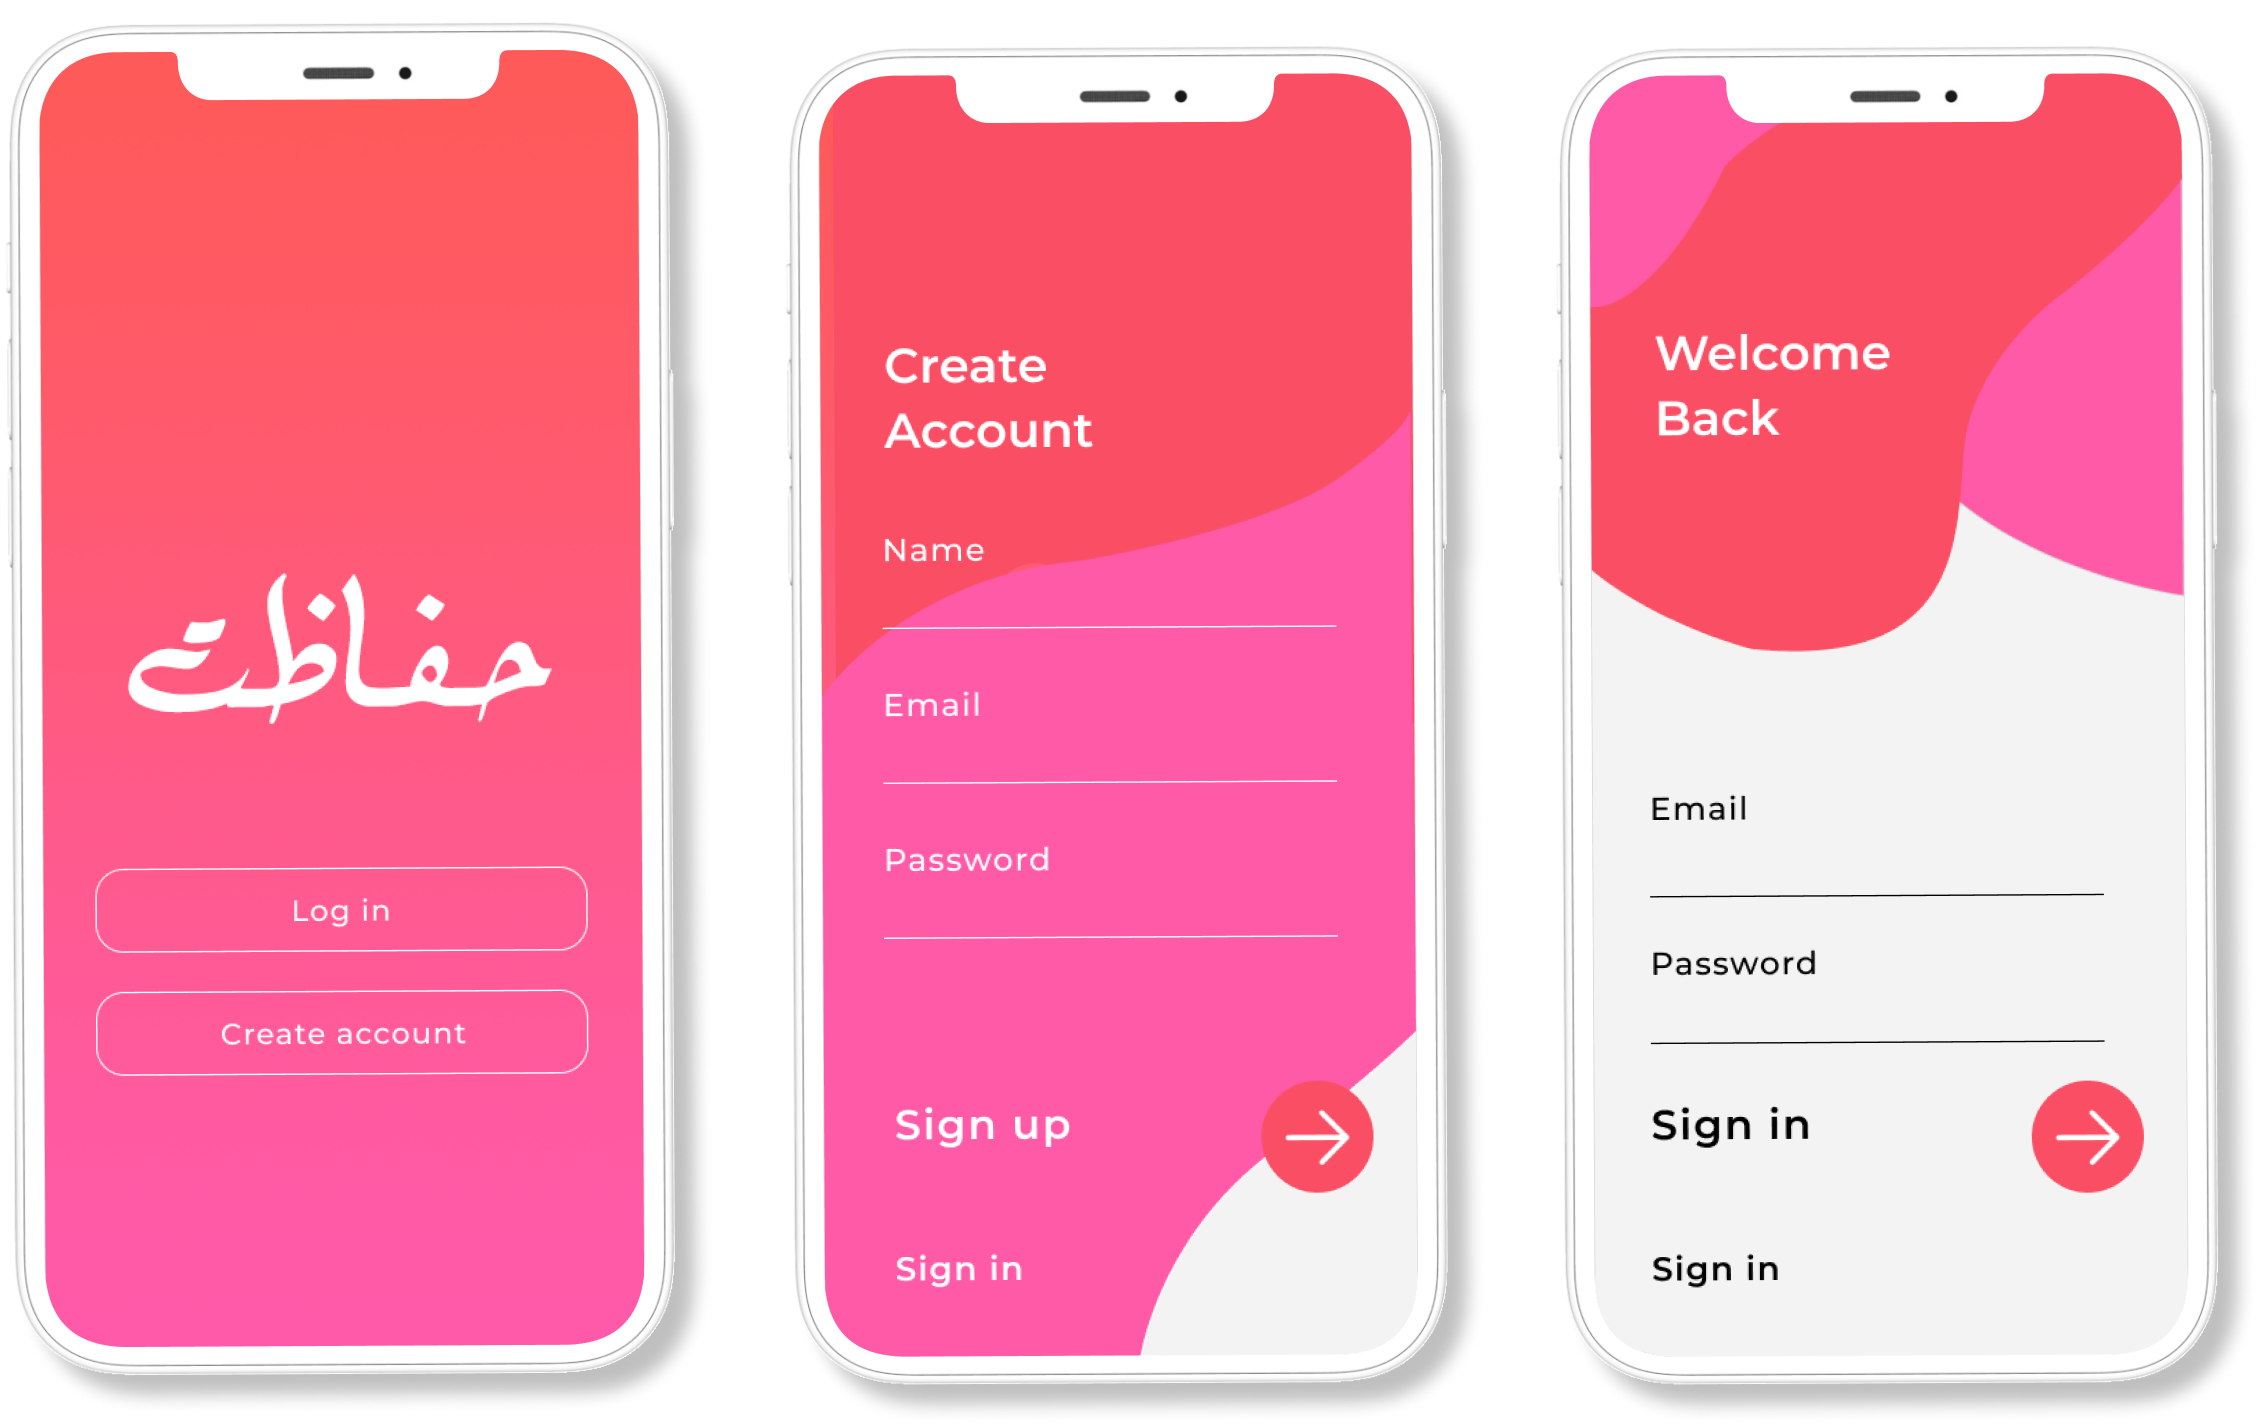 حفاظتے
Log in
Create account
Create
Account
Name
Email
Password
Sign up
Sign in
Welcome
Back
Email
Password
Sign in
Sign in